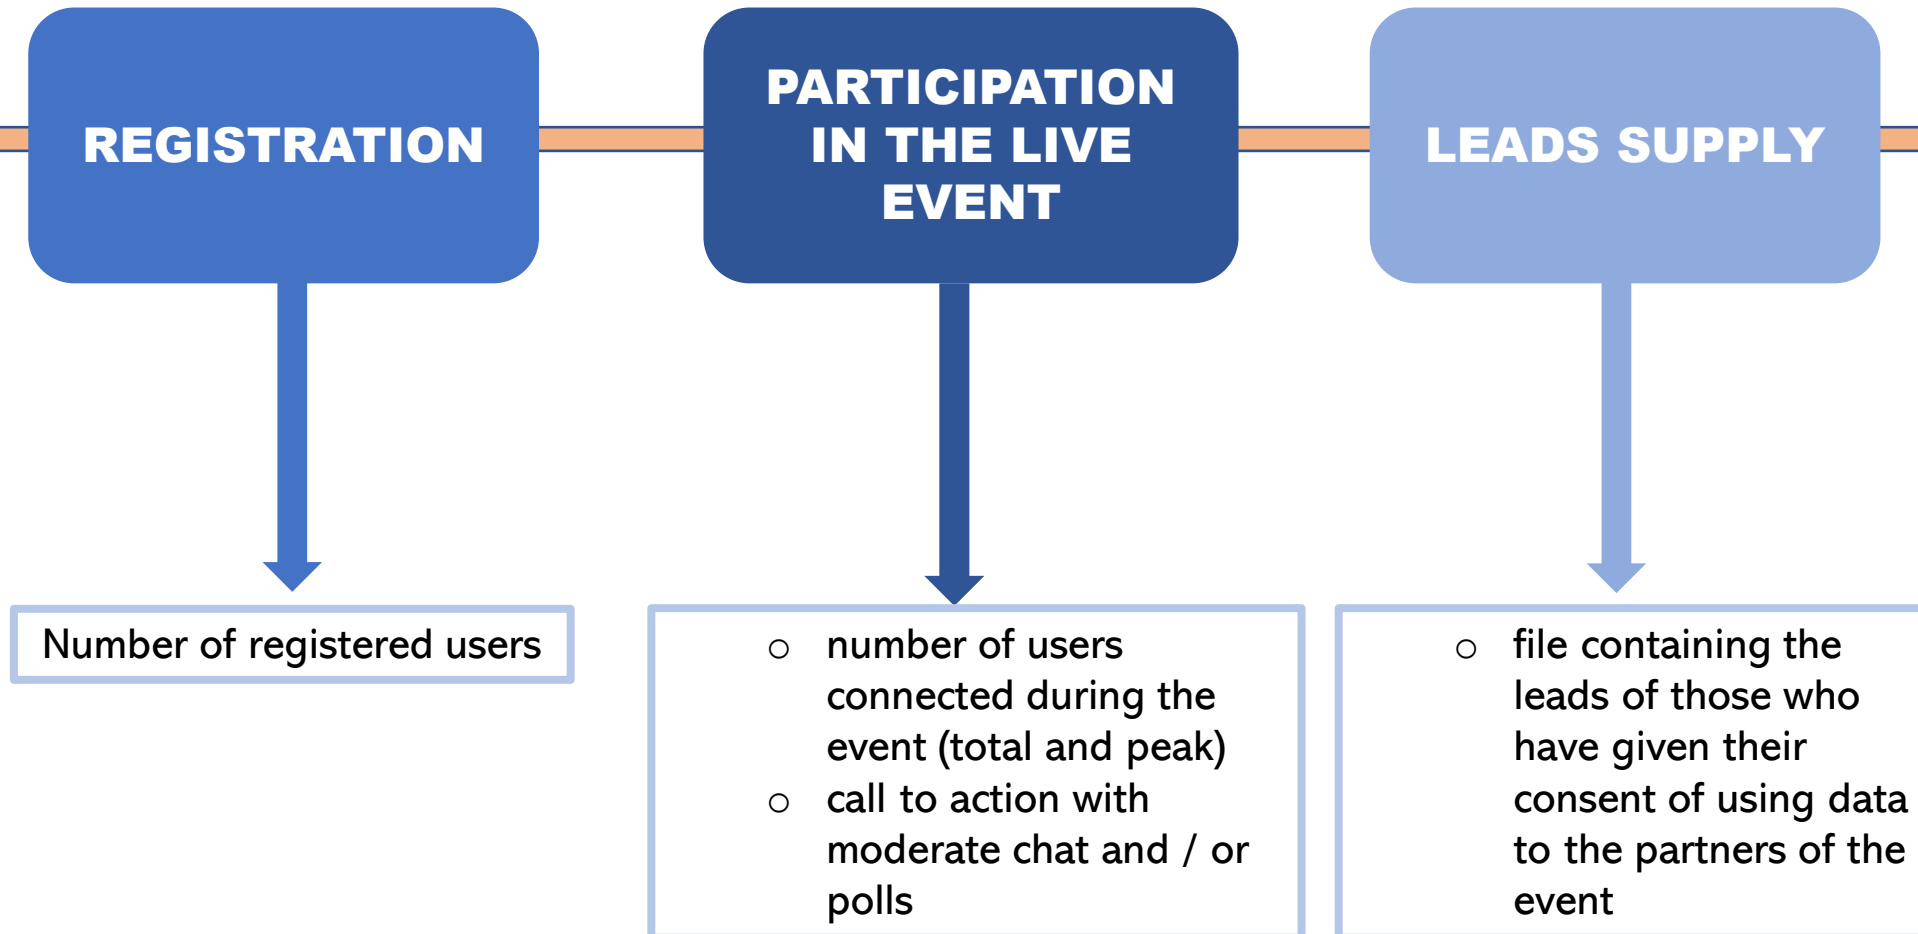 REGISTRATION
PARTICIPATION
IN THE LIVE
EVENT
LEADS SUPPLY
Number of registered users
○ number of users
connected during the
event (total and peak)
○ call to action with
moderate chat and / or
polls
○ file containing the
leads of those who
have given their
consent of using data
to the partners of the
event